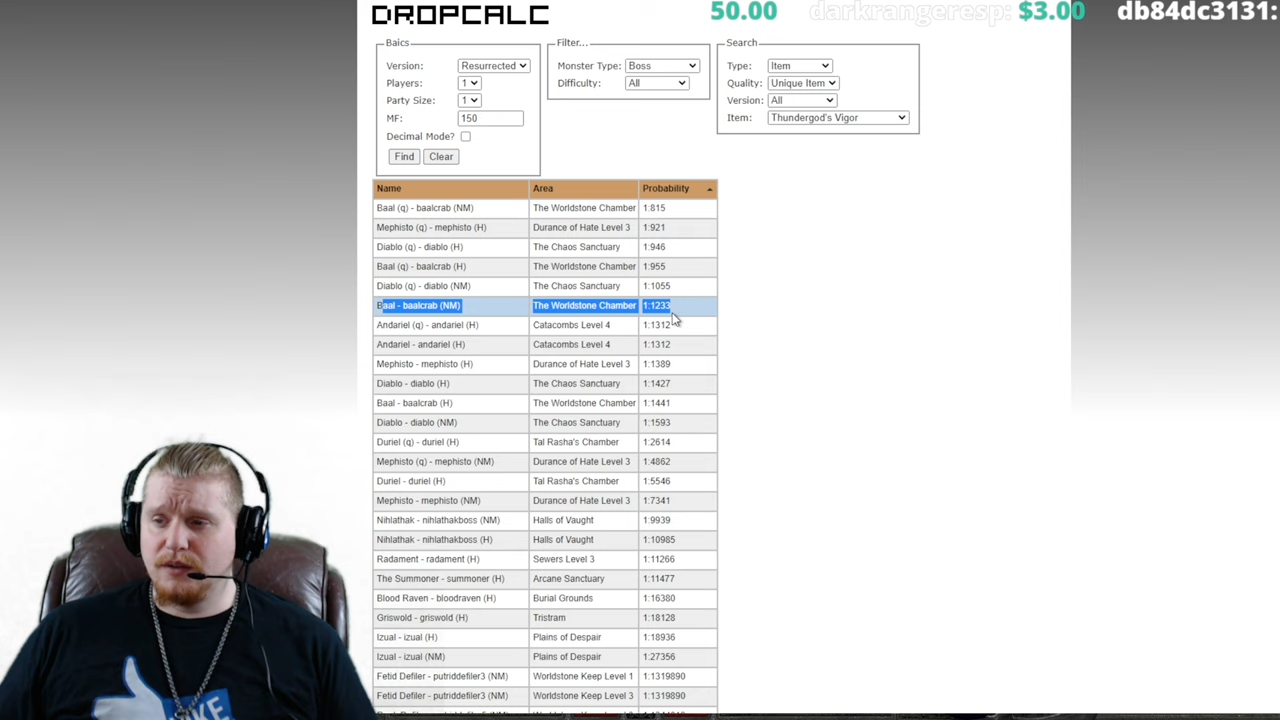 DROPCALC
50.00 darkrangeresp: $3.00 db84dc3131:
Baics
Version: Resurrected
Players: 1
Party Size: 1
MF: 150
Decimal Mode?
Find Clear
Filter...
Monster Type: Boss
Difficulty: All
Search
Type: Item
Quality: Unique Item
Version: All
Item: Thundergod's Vigor
Name Area Probability
Baal (q) - baalcrab (NM) The Worldstone Chamber 1:815
Mephisto (q) - mephisto (H) Durance of Hate Level 3 1:921
Diablo (q) - diablo (H) The Chaos Sanctuary 1:946
Baal (q) - baalcrab (H) The Worldstone Chamber 1:955
Diablo (q) - diablo (NM) The Chaos Sanctuary 1:1055
Baal - baalcrab (NM) The Worldstone Chamber 1:1233
Andariel (q) - andariel (H) Catacombs Level 4 1:1312
Andariel - andariel (H) Catacombs Level 4 1:1312
Mephisto - mephisto (H) Durance of Hate Level 3 1:1389
Diablo - diablo (H) The Chaos Sanctuary 1:1427
Baal - baalcrab (H) The Worldstone Chamber 1:1441
Diablo - diablo (NM) The Chaos Sanctuary 1:1593
Duriel (q) - duriel (H) Tal Rasha's Chamber 1:2614
Mephisto (q) - mephisto (NM) Durance of Hate Level 3 1:4862
Duriel - duriel (H) Tal Rasha's Chamber 1:5546
Mephisto - mephisto (NM) Durance of Hate Level 3 1:7341
Nihlathak - nihlathakboss (NM) Halls of Vaught 1:9939
Nihlathak - nihlathakboss (H) Halls of Vaught 1:10985
Radament - radament (H) Sewers Level 3 1:11266
The Summoner - summoner (H) Arcane Sanctuary 1:11477
Blood Raven - bloodraven (H) Burial Grounds 1:16380
Griswold - griswold (H) Tristram 1:18128
Izual - izual (H) Plains of Despair 1:18936
Izual - izual (NM) Plains of Despair 1:27356
Fetid Defiler - putriddefiler3 (NM) Worldstone Keep Level 1 1:1319890
Fetid Defiler - putriddefiler3 (NM) Worldstone Keep Level 3 1:1319890